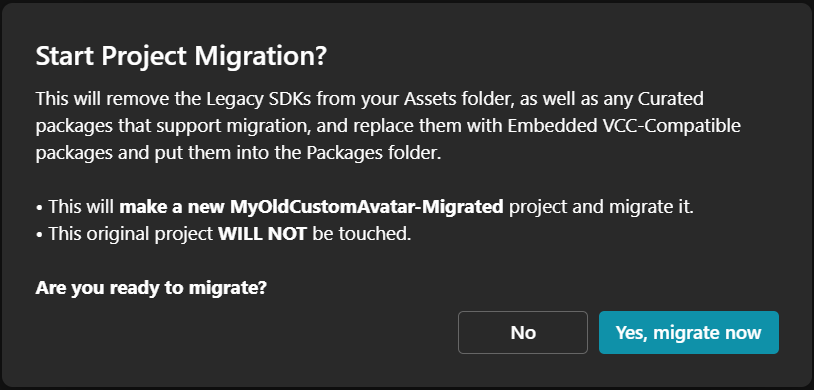 Start Project Migration?
This will remove the Legacy SDKs from your Assets folder, as well as any Curated
packages that support migration, and replace them with Embedded VCC-Compatible
packages and put them into the Packages folder.
• This will make a new MyOldCustomAvatar-Migrated project and migrate it.
• This original project WILL NOT be touched.
Are you ready to migrate?
No
Yes, migrate now